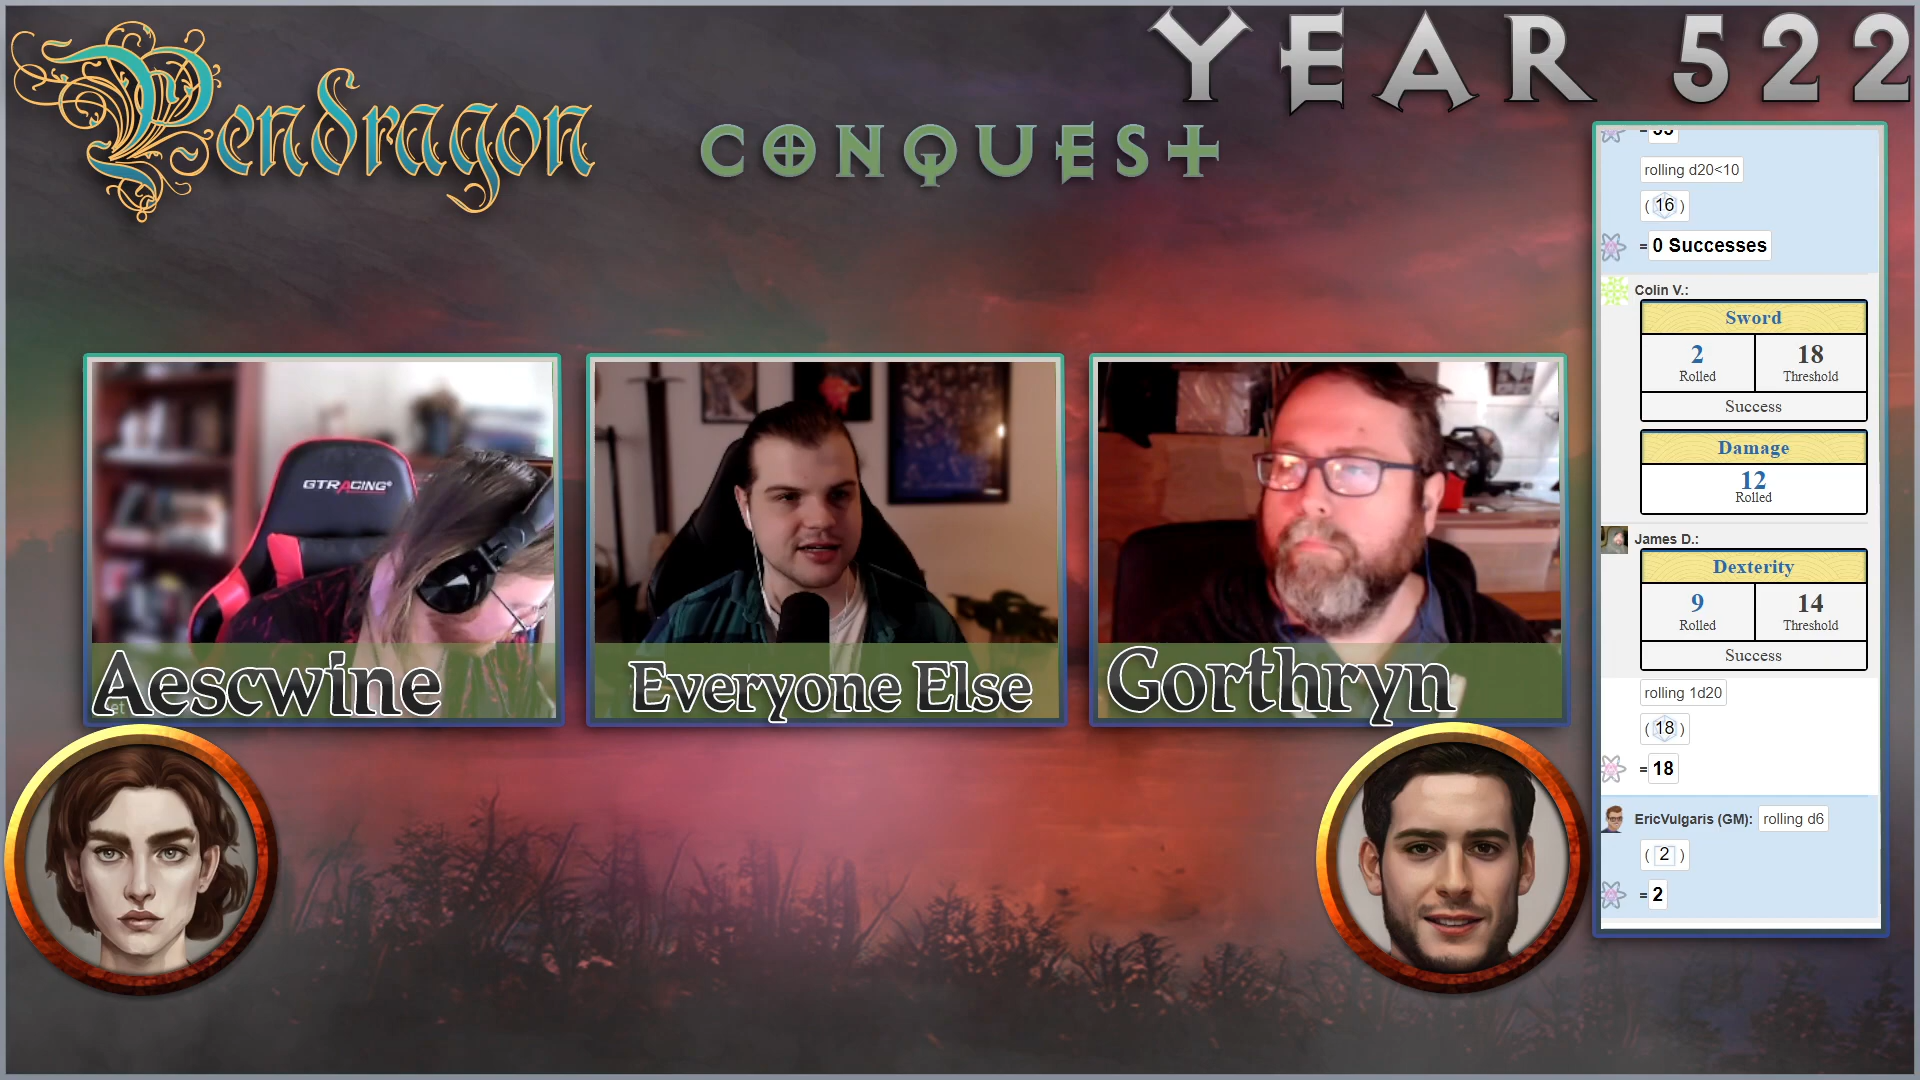 Pendragon
CONQUEST
YEAR 522
rolling d20<10
(16)
=0 Successes
Colin V.:
Sword
2
Rolled
18
Threshold
Success
Damage
12
Rolled
James D.:
Dexterity
9
Rolled
14
Threshold
Success
rolling 1d20
(18)
=18
EricVulgaris (GM): rolling d6
(2)
=2
GTRACING
Aescwine
Everyone Else
Gorthryn